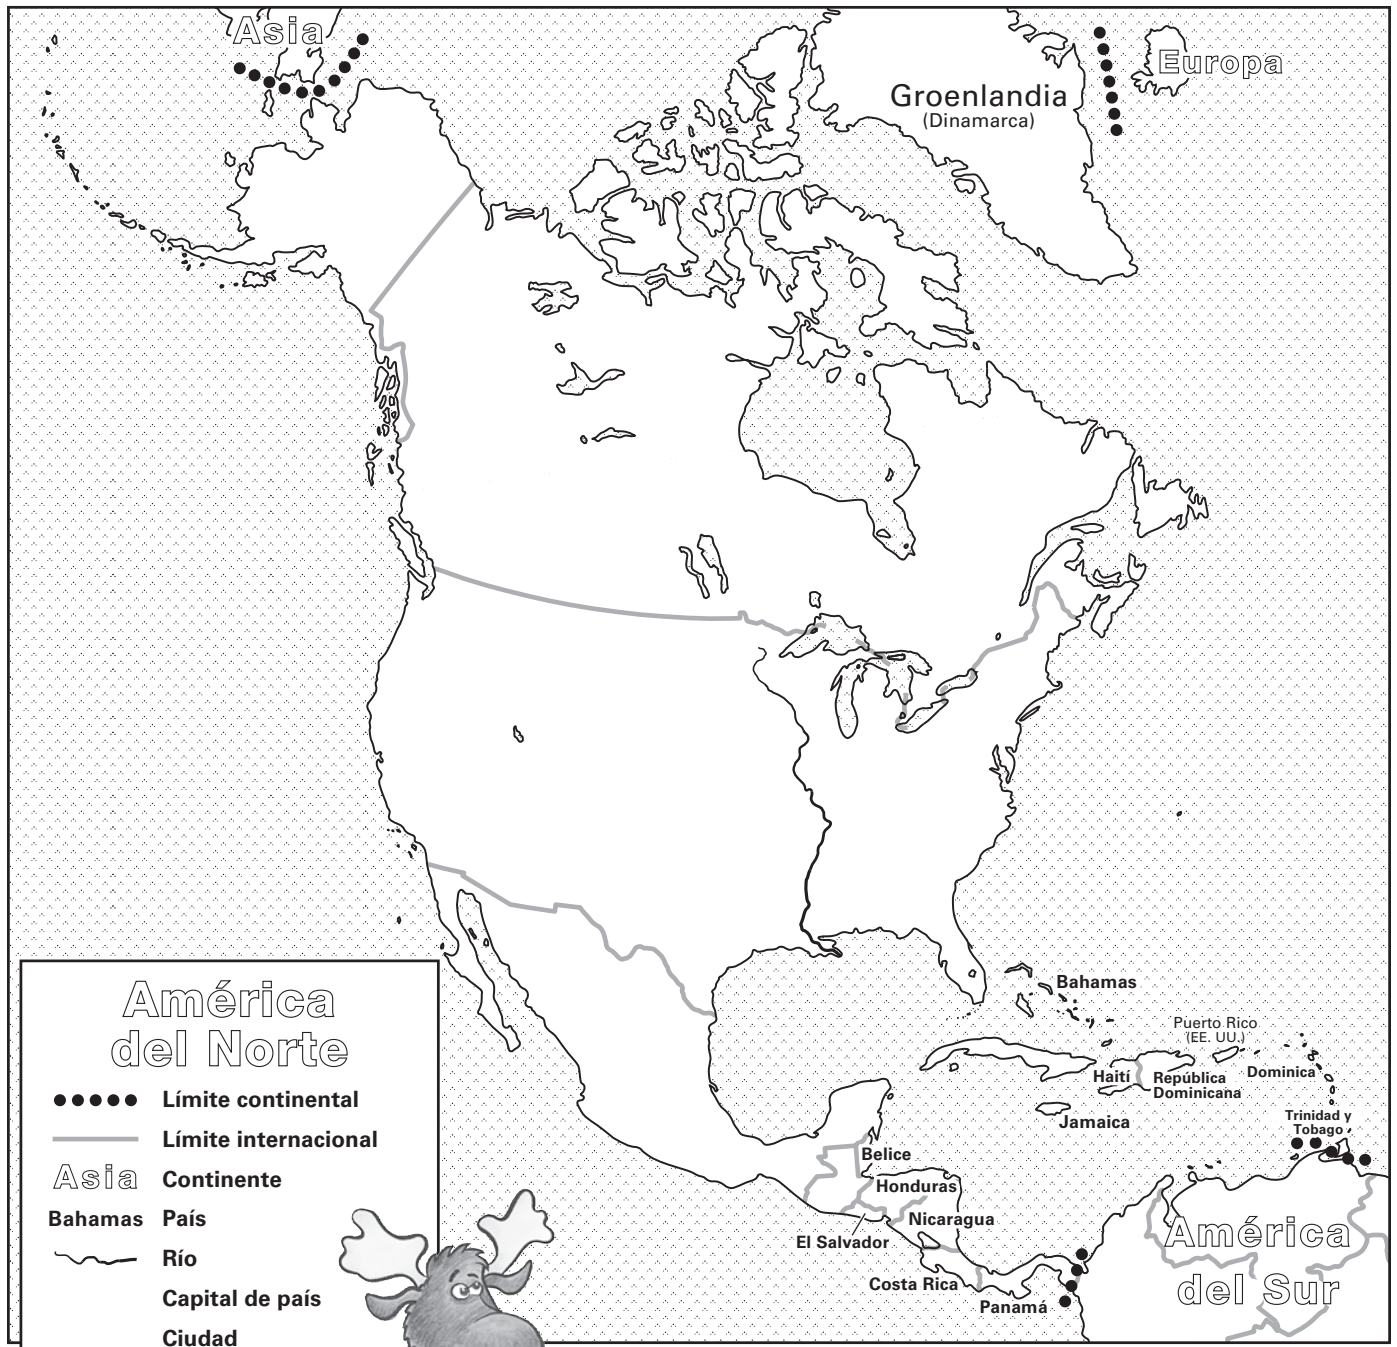 Asia
Europa
Groenlandia
(Dinamarca)
Bahamas
Puerto Rico
(EE. UU.)
Haití
República
Dominicana
Dominica
Jamaica
Trinidad y
Tobago
Belice
Honduras
Nicaragua
El Salvador
Costa Rica
Panamá
América
del Sur
América
del Norte
Límite continental
Límite internacional
Asia Continente
Bahamas País
Río
Capital de país
Ciudad